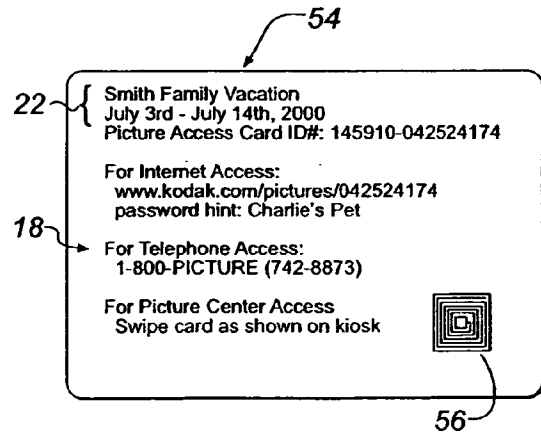 54
22
Smith Family Vacation
July 3rd - July 14th, 2000
Picture Access Card ID#: 145910-042524174
For Internet Access:
www.kodak.com/pictures/042524174
password hint: Charlie's Pet
18
For Telephone Access:
1-800-PICTURE (742-8873)
For Picture Center Access
Swipe card as shown on kiosk
56